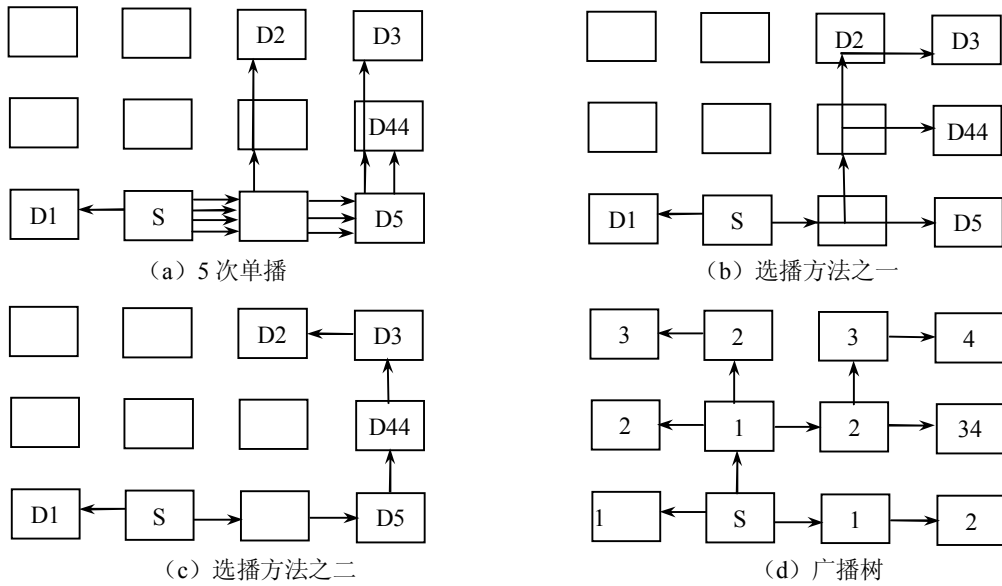 D2 D3
D44
D1 S D5
（a）5 次单播
D2 D3
D44
D1 S D5
（b）选播方法之一
D2 D3
D44
D1 S D5
（c）选播方法之二
3 2 3 4
2 1 2 34
1 S 1 2
（d）广播树